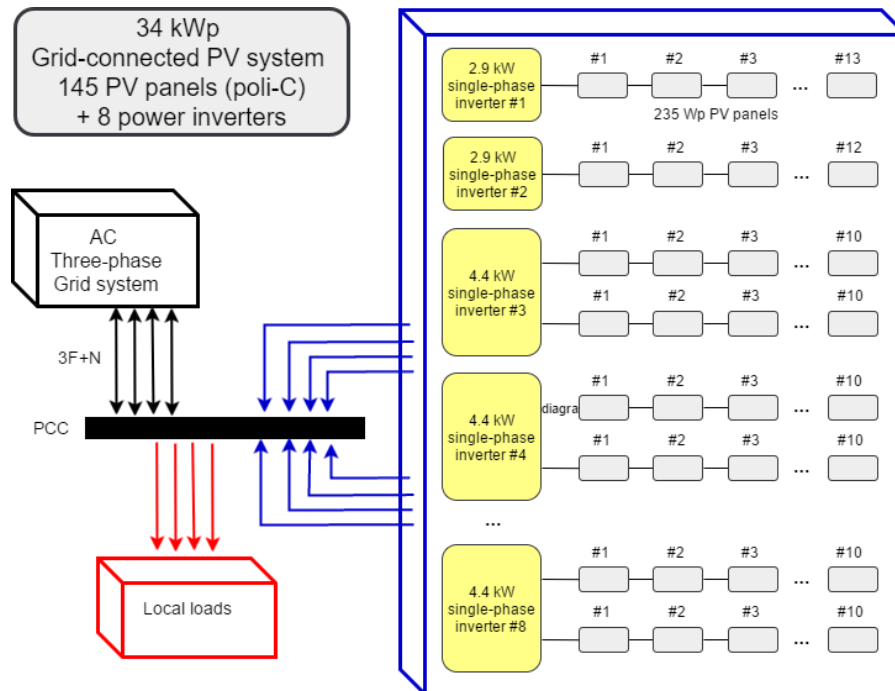 34 kWp
Grid-connected PV system
145 PV panels (poli-C)
+ 8 power inverters
AC
Three-phase
Grid system
3F+N
PCC
Local loads
2.9 kW
single-phase
inverter #1
#1 #2 #3 #13
...
235 Wp PV panels
2.9 kW
single-phase
inverter #2
#1 #2 #3 #12
...
4.4 kW
single-phase
inverter #3
#1 #2 #3 #10
...
#1 #2 #3 #10
...
4.4 kW
single-phase
inverter #4
diagra
#1 #2 #3 #10
...
#1 #2 #3 #10
...
...
4.4 kW
single-phase
inverter #8
#1 #2 #3 #10
...
#1 #2 #3 #10
...